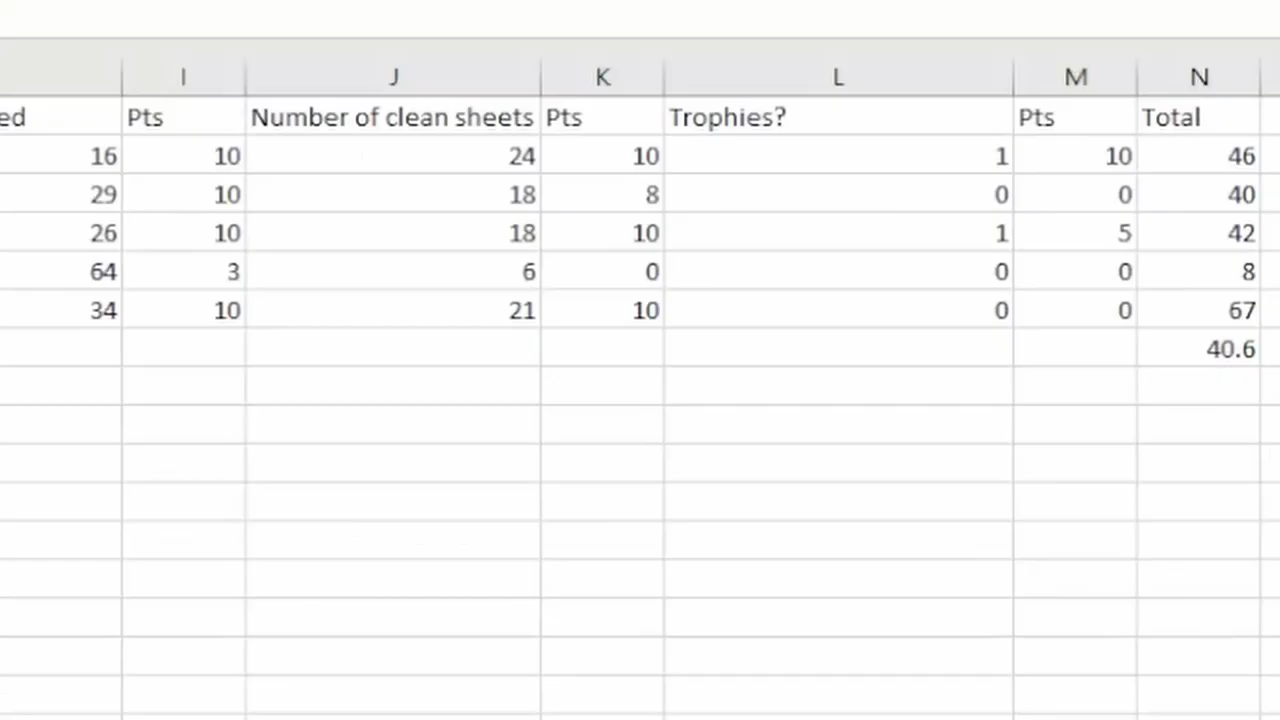 I J K L M N
ed Pts Number of clean sheets Pts Trophies? Pts Total
16 10 24 10 1 10 46
29 10 18 8 0 0 40
26 10 18 10 1 5 42
64 3 6 0 0 0 8
34 10 21 10 0 0 67
40.6